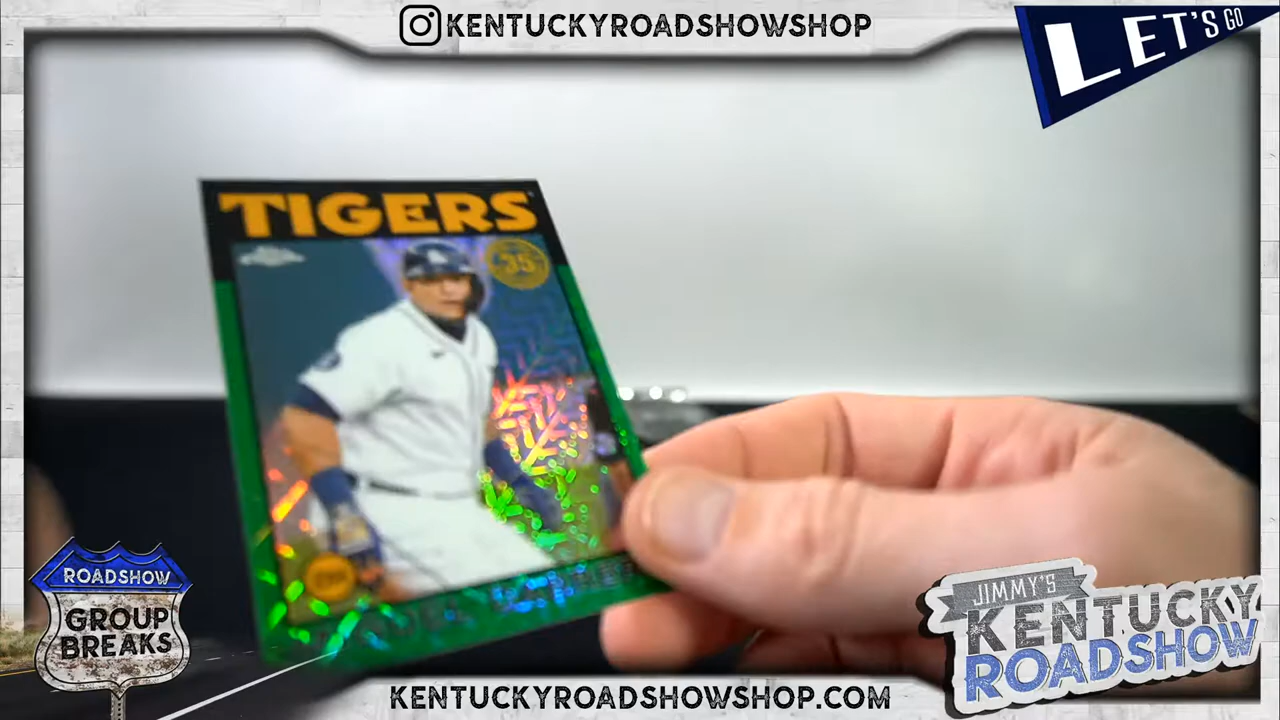 KENTUCKYROADSHOWSHOP
LET'S GO
TIGERS
35
ROADSHOW
GROUP
BREAKS
JIMMY'S
KENTUCKY
ROADSHOW
KENTUCKYROADSHOWSHOP.COM